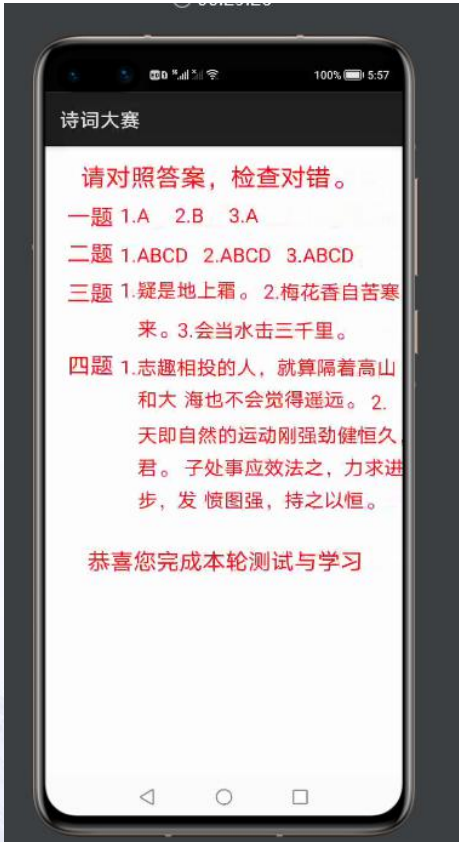 100% 5:57
诗词大赛
请对照答案，检查对错。
一题 1.A 2.B 3.A
二题 1.ABCD 2.ABCD 3.ABCD
三题 1.疑是地上霜。 2.梅花香自苦寒
来。3.会当水击三千里。
四题 1.志趣相投的人，就算隔着高山
和大 海也不会觉得遥远。 2.
天即自然的运动刚强劲健恒久，
君。 子处事应效法之，力求进
步，发 愤图强，持之以恒。
恭喜您完成本轮测试与学习